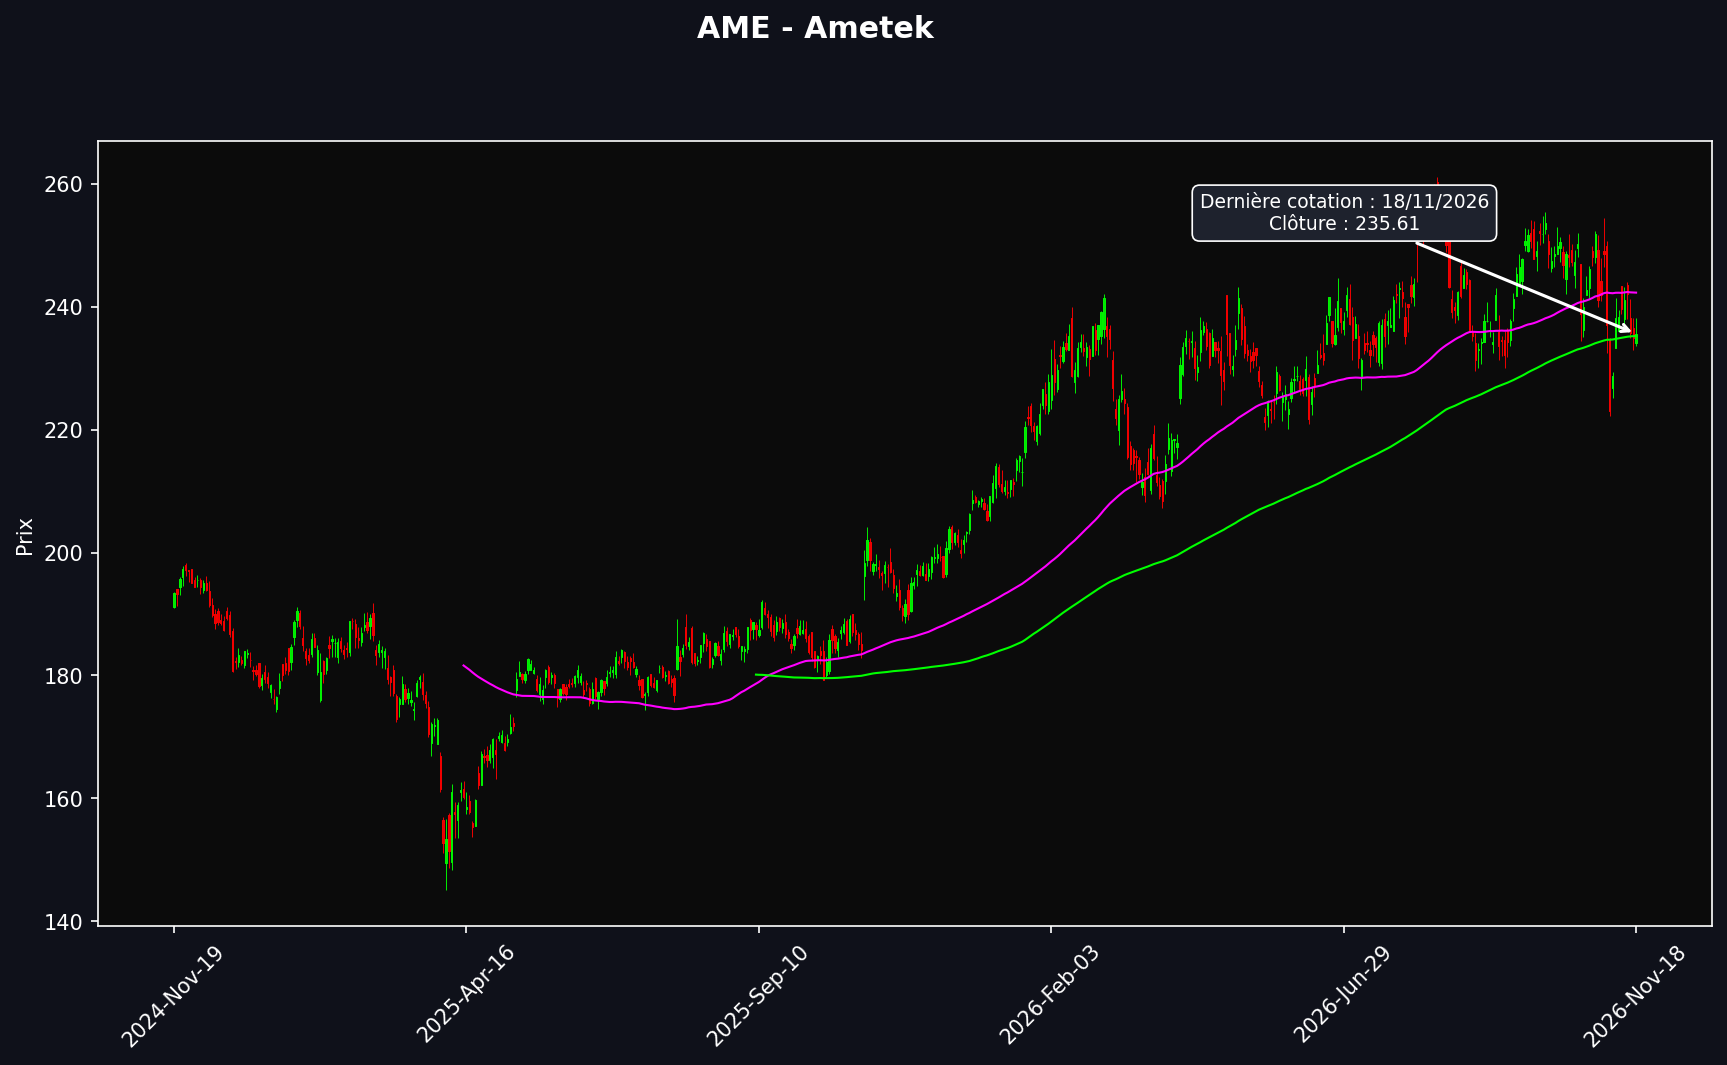 AME - Ametek
Dernière cotation : 18/11/2026
Clôture : 235.61
Prix
260
240
220
200
180
160
140
2024-Nov-19
2025-Apr-16
2025-Sep-10
2026-Feb-03
2026-Jun-29
2026-Nov-18